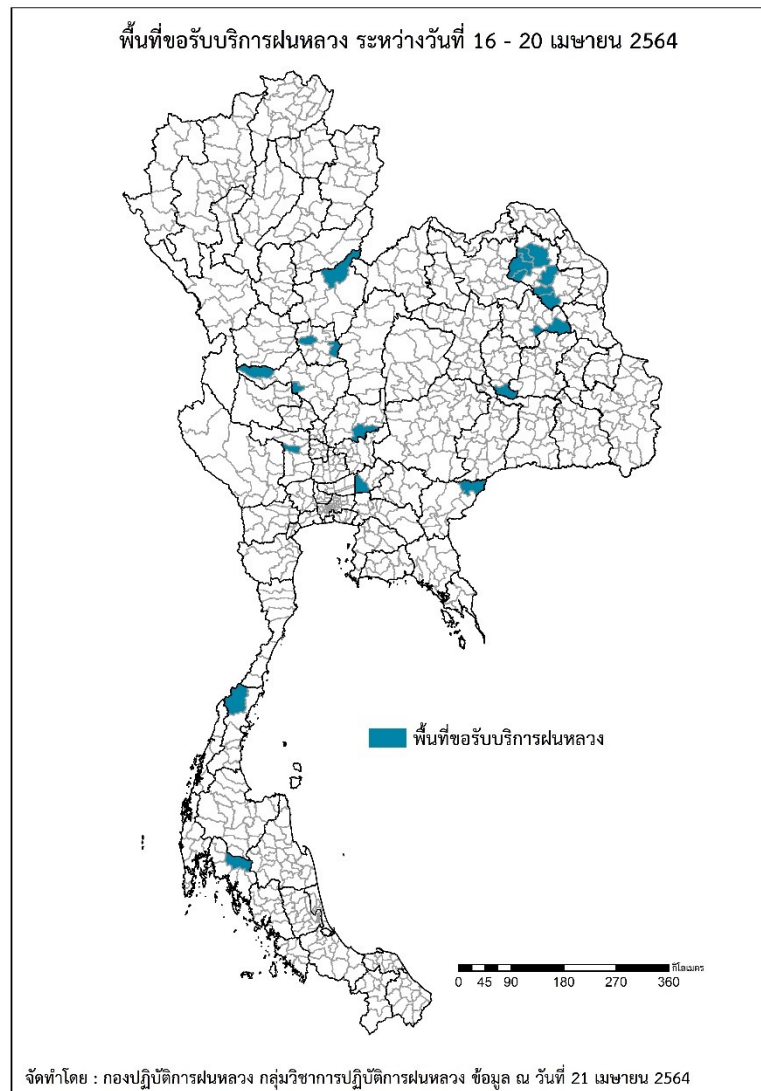 พื้นที่ขอรับบริการฝนหลวง ระหว่างวันที่ 16 - 20 เมษายน 2564
พื้นที่ขอรับบริการฝนหลวง
กิโลเมตร
0 45 90 180 270 360
จัดทำโดย : กองปฏิบัติการฝนหลวง กลุ่มวิชาการปฏิบัติการฝนหลวง ข้อมูล ณ วันที่ 21 เมษายน 2564